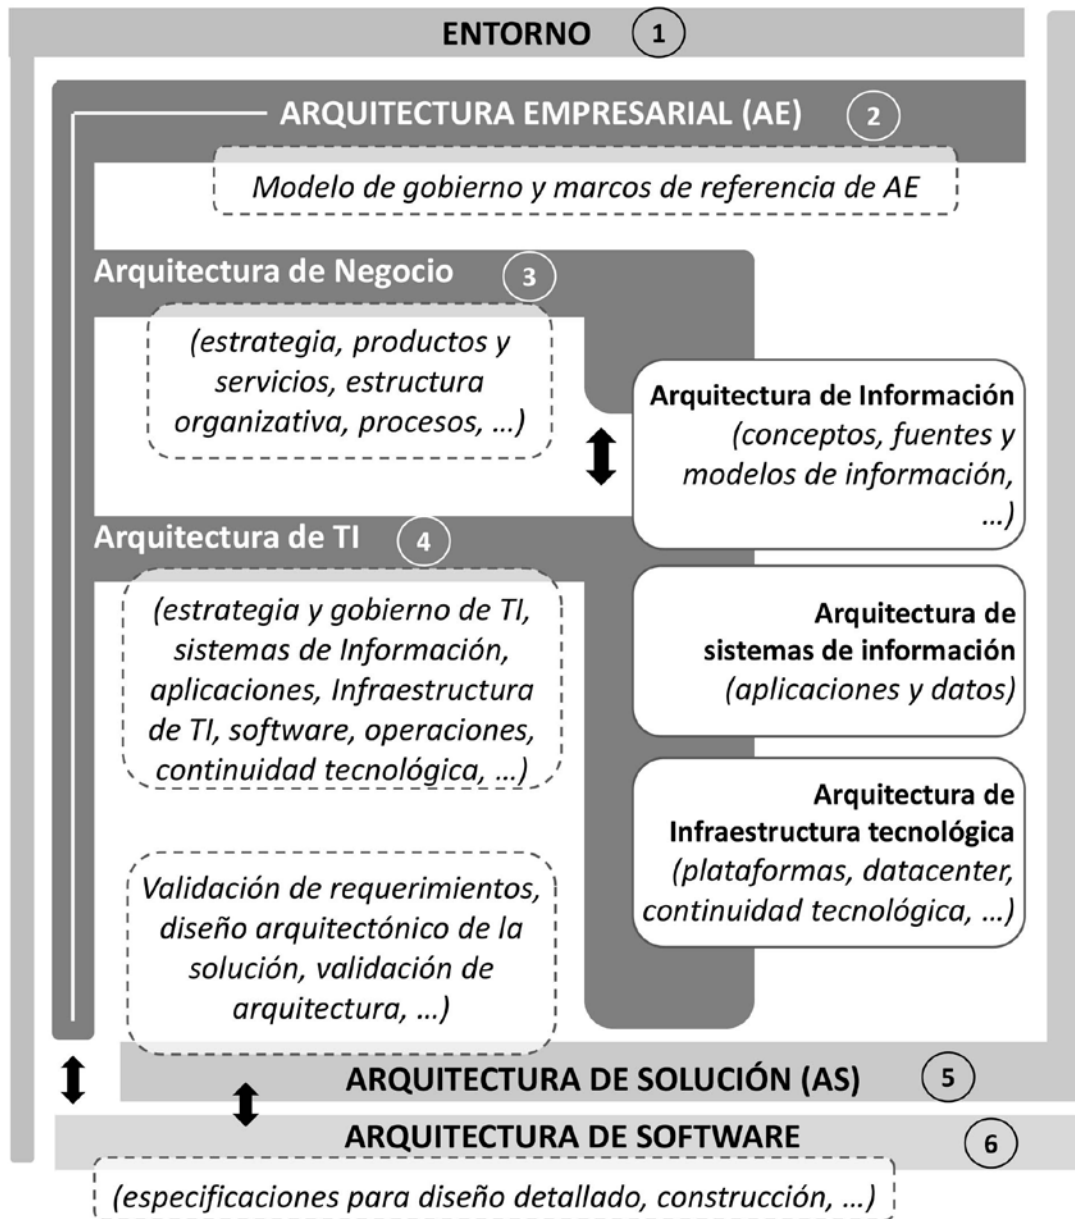 ENTORNO 1
ARQUITECTURA EMPRESARIAL (AE) 2
Modelo de gobierno y marcos de referencia de AE
Arquitectura de Negocio 3
(estrategia, productos y
servicios, estructura
organizativa, procesos, ...)
Arquitectura de Información
(conceptos, fuentes y
modelos de información,
...)
Arquitectura de TI 4
(estrategia y gobierno de TI,
sistemas de Información,
aplicaciones, Infraestructura
de TI, software, operaciones,
continuidad tecnológica, ...)
Arquitectura de
sistemas de información
(aplicaciones y datos)
Arquitectura de
Infraestructura tecnológica
(plataformas, datacenter,
continuidad tecnológica, ...)
Validación de requerimientos,
diseño arquitectónico de la
solución, validación de
arquitectura, ...)
ARQUITECTURA DE SOLUCIÓN (AS) 5
ARQUITECTURA DE SOFTWARE 6
(especificaciones para diseño detallado, construcción, ...)